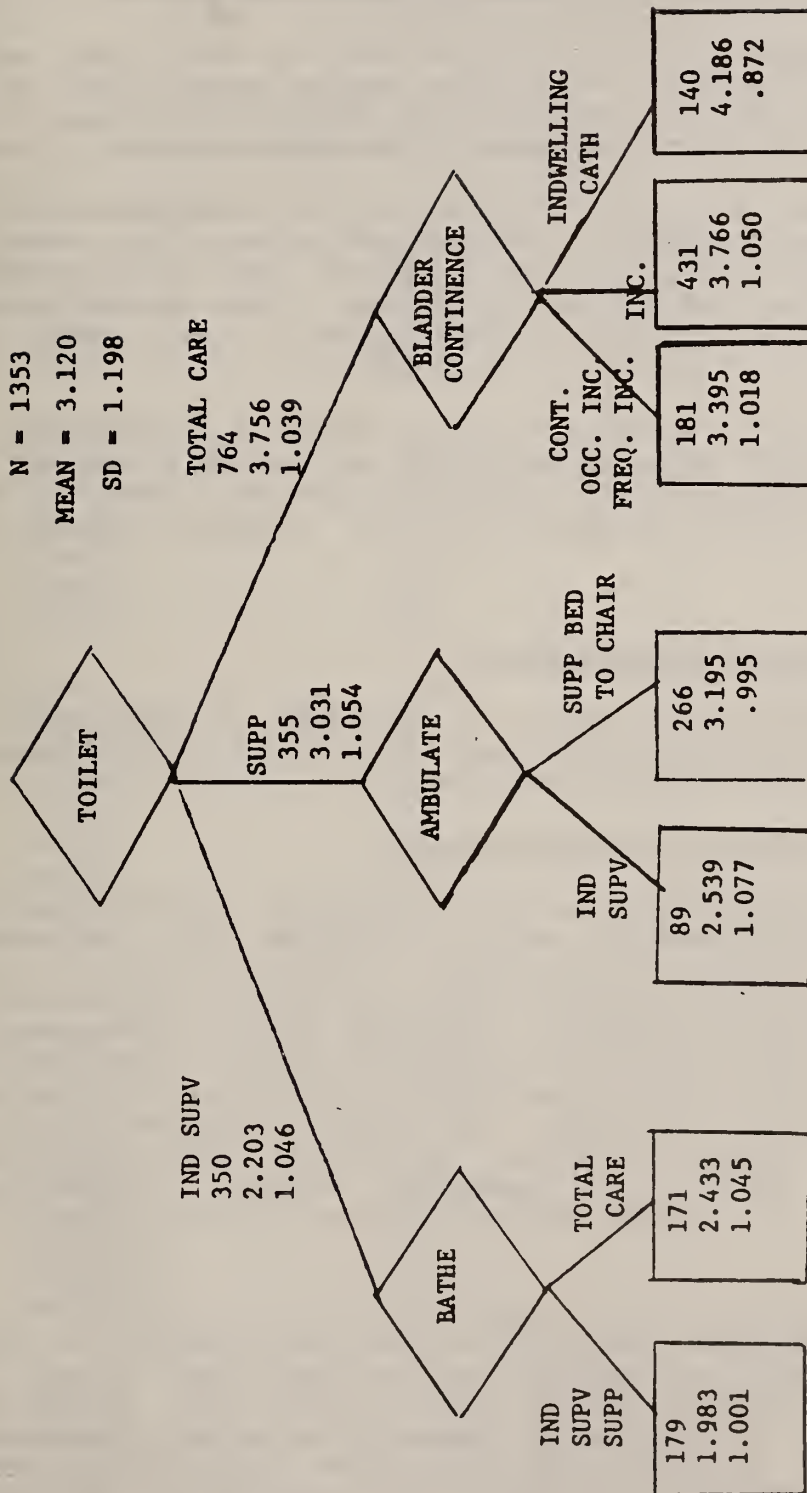 N = 1353
MEAN = 3.120
SD = 1.198
TOILET
IND SUPV
350
2.203
1.046
SUPP
355
3.031
1.054
TOTAL CARE
764
3.756
1.039
BATHE
AMBULATE
BLADDER
CONTINENCE
IND
SUPV
SUPP
TOTAL
CARE
IND
SUPV
SUPP BED
TO CHAIR
CONT.
OCC. INC.
FREQ. INC.
INC.
INDWELLING
CATH
179
1.983
1.001
171
2.433
1.045
89
2.539
1.077
266
3.195
.995
181
3.395
1.018
431
3.766
1.050
140
4.186
.872